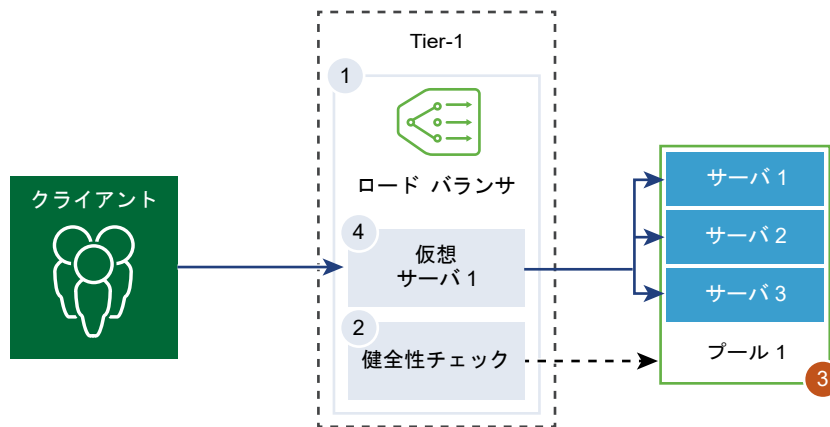 Tier-1
1
ロード バランサ
クライアント
4
仮想
サーバ 1
2
健全性チェック
サーバ 1
サーバ 2
サーバ 3
プール 1
3